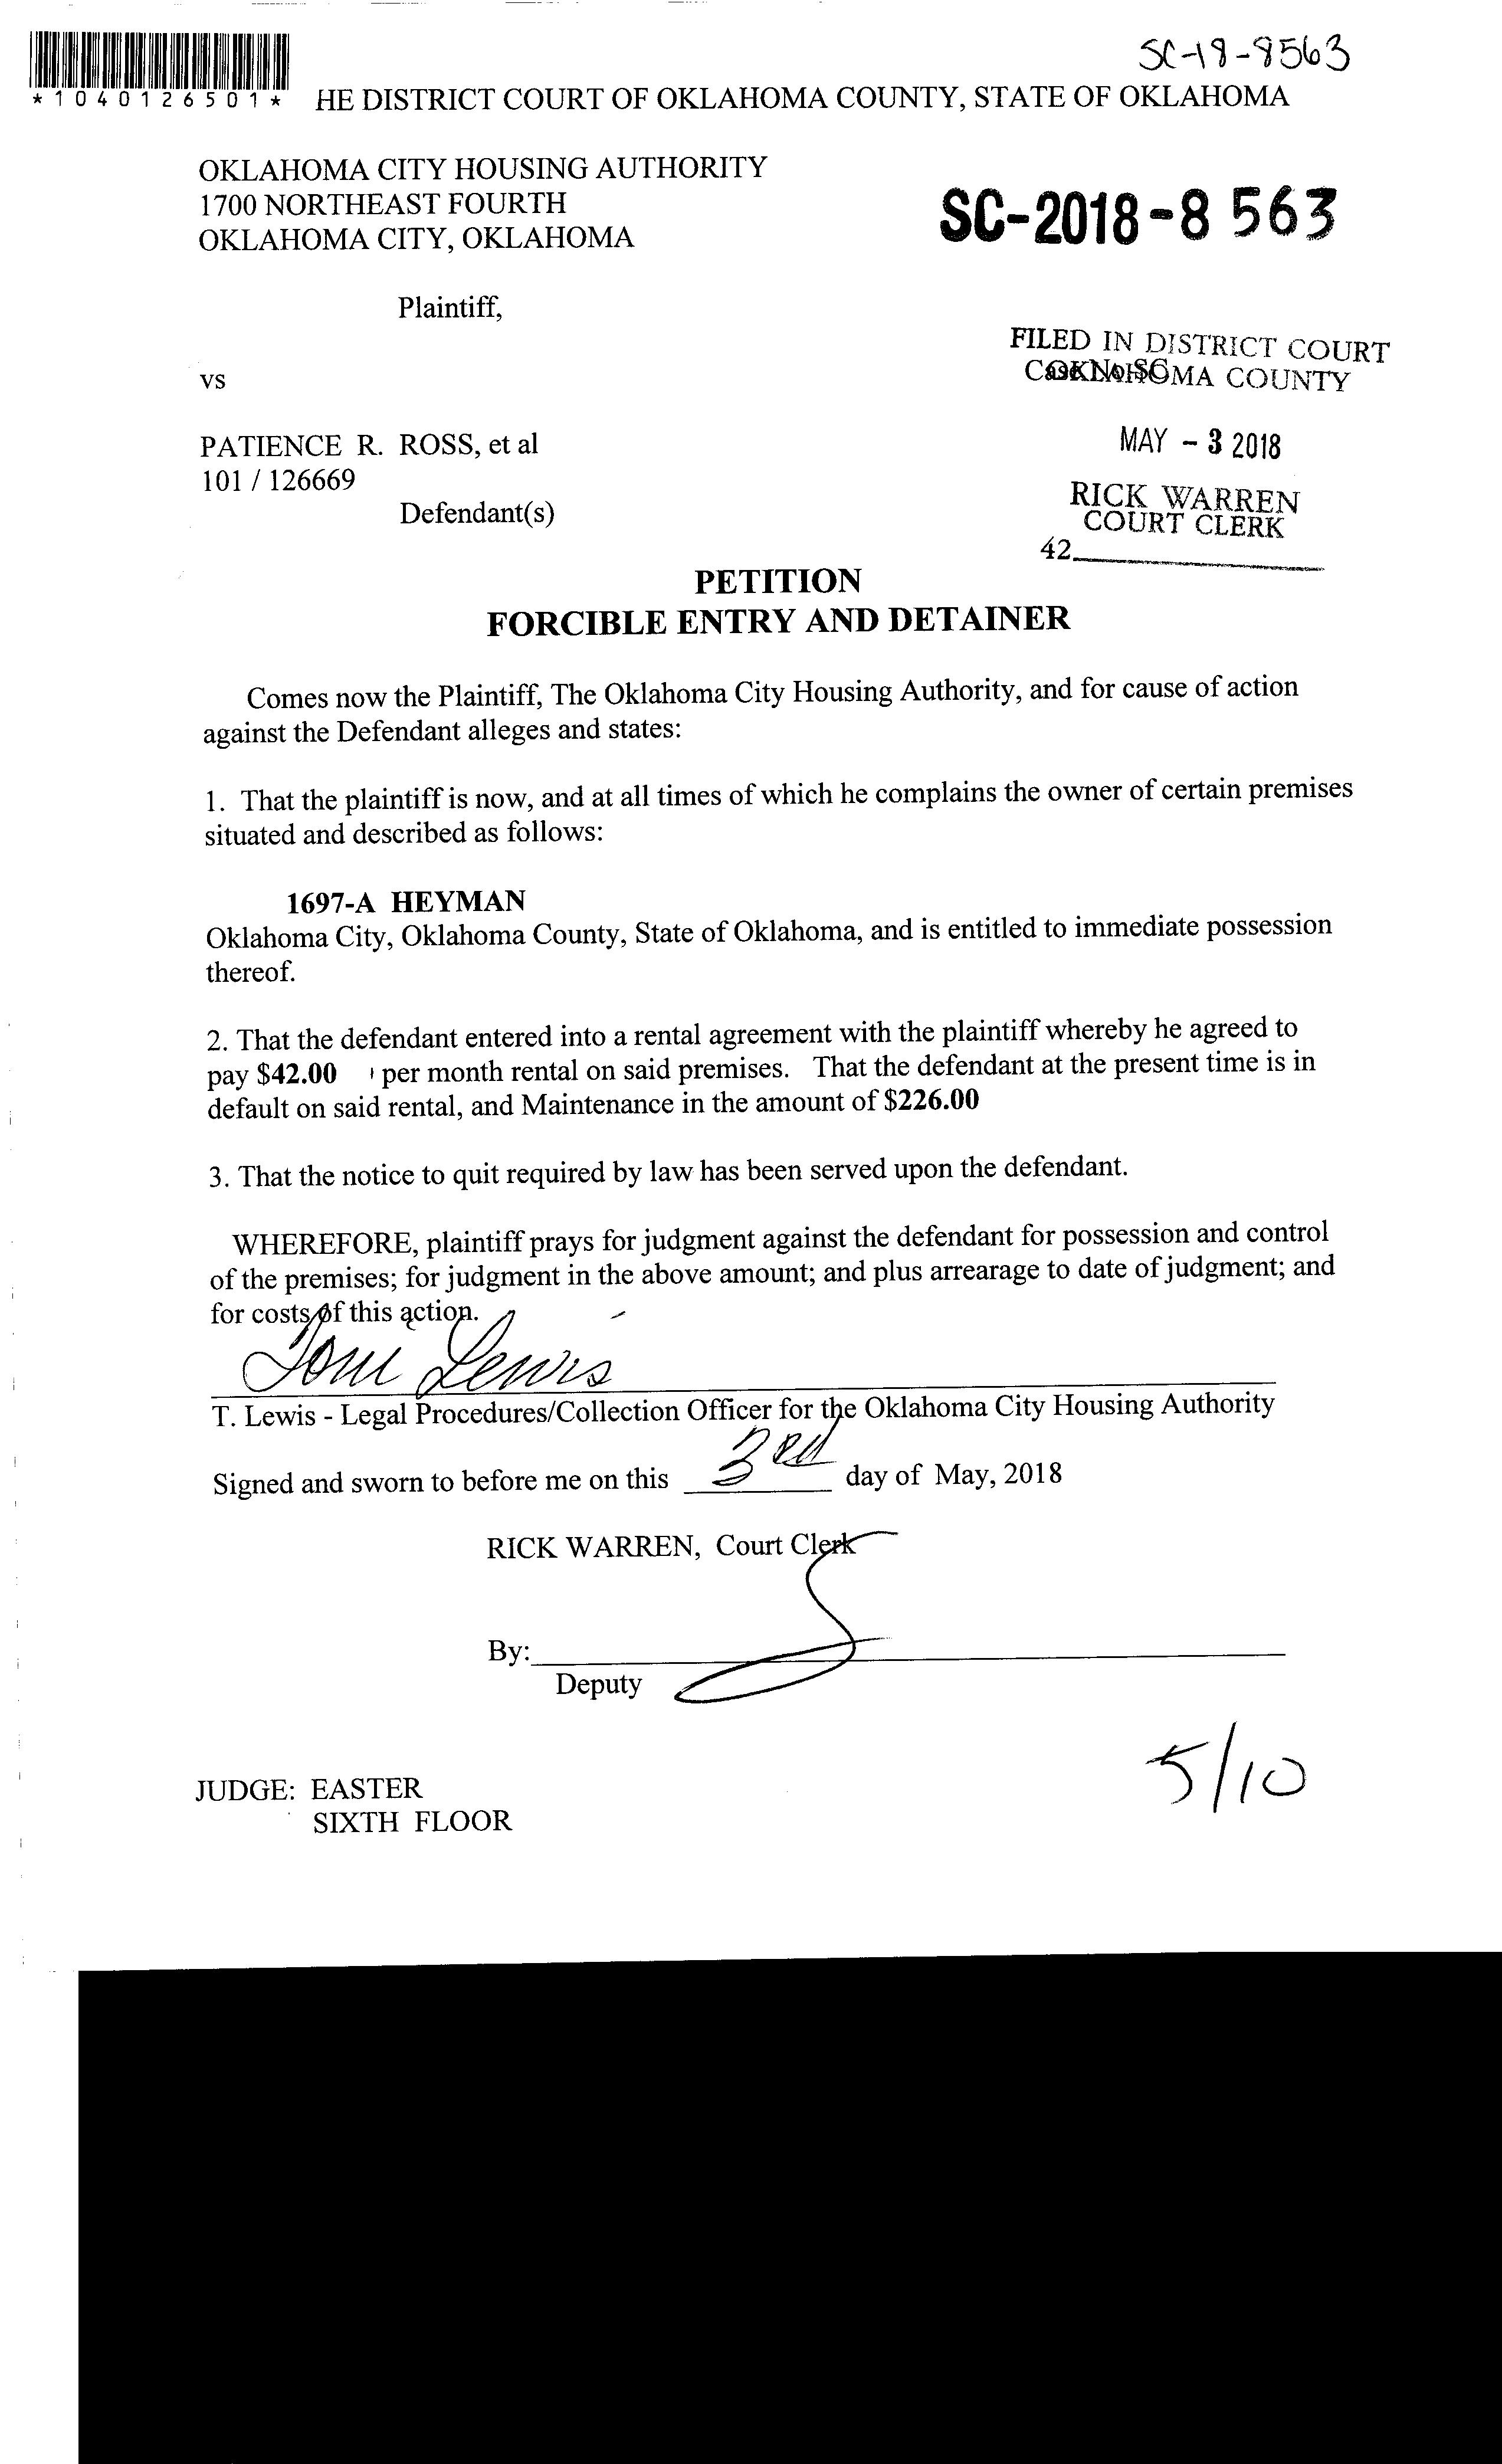 SC-18-8563
*1040126501*
HE DISTRICT COURT OF OKLAHOMA COUNTY, STATE OF OKLAHOMA
OKLAHOMA CITY HOUSING AUTHORITY
1700 NORTHEAST FOURTH
OKLAHOMA CITY, OKLAHOMA
SC-2018-8 563
Plaintiff,
FILED IN DISTRICT COURT
OKLAHOMA COUNTY
Case No. SC
vs
MAY - 3 2018
PATIENCE R. ROSS, et al
101 / 126669
RICK WARREN
COURT CLERK
Defendant(s)
42
PETITION
FORCIBLE ENTRY AND DETAINER
Comes now the Plaintiff, The Oklahoma City Housing Authority, and for cause of action
against the Defendant alleges and states:
1. That the plaintiff is now, and at all times of which he complains the owner of certain premises
situated and described as follows:
1697-A HEYMAN
Oklahoma City, Oklahoma County, State of Oklahoma, and is entitled to immediate possession
thereof.
2. That the defendant entered into a rental agreement with the plaintiff whereby he agreed to
pay $42.00 per month rental on said premises. That the defendant at the present time is in
default on said rental, and Maintenance in the amount of $226.00
3. That the notice to quit required by law has been served upon the defendant.
WHEREFORE, plaintiff prays for judgment against the defendant for possession and control
of the premises; for judgment in the above amount; and plus arrearage to date of judgment; and
for costs of this action.
Toni Lewis
T. Lewis - Legal Procedures/Collection Officer for the Oklahoma City Housing Authority
Signed and sworn to before me on this 3rd day of May, 2018
RICK WARREN, Court Clerk
By:
Deputy
5/10
JUDGE: EASTER
SIXTH FLOOR